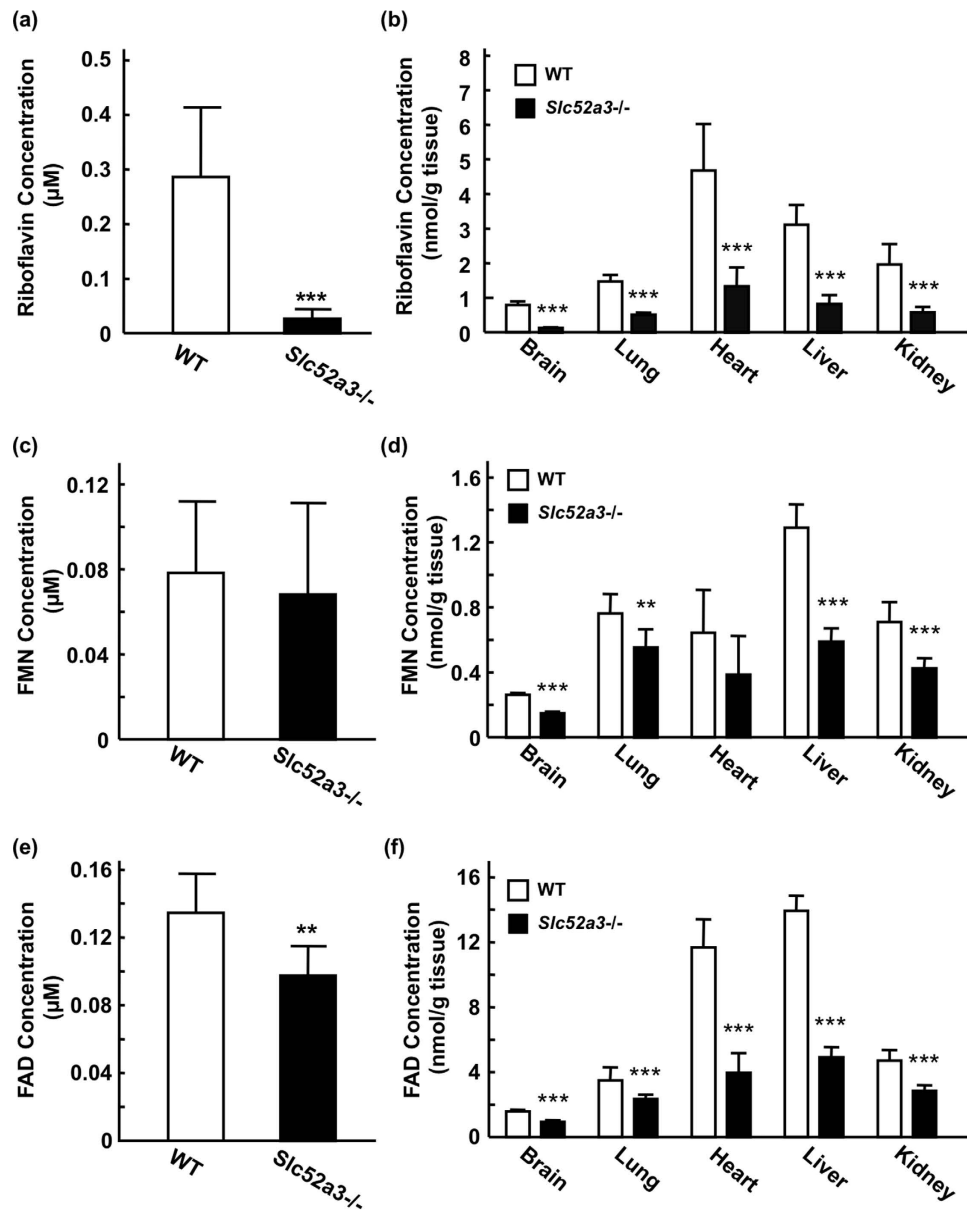 (a)
Riboflavin Concentration
(µM)
0.5
0.4
0.3
0.2
0.1
0
***
WT
Slc52a3-/-
(b)
Riboflavin Concentration
(nmol/g tissue)
8
7
6
5
4
3
2
1
0
WT
Slc52a3-/-
***
***
***
***
***
Brain
Lung
Heart
Liver
Kidney
(c)
FMN Concentration
(µM)
0.12
0.08
0.04
0
WT
Slc52a3-/-
(d)
FMN Concentration
(nmol/g tissue)
1.6
1.2
0.8
0.4
0
WT
Slc52a3-/-
***
**
***
***
Brain
Lung
Heart
Liver
Kidney
(e)
FAD Concentration
(µM)
0.16
0.12
0.08
0.04
0
**
WT
Slc52a3-/-
(f)
FAD Concentration
(nmol/g tissue)
16
12
8
4
0
WT
Slc52a3-/-
***
***
***
***
***
Brain
Lung
Heart
Liver
Kidney